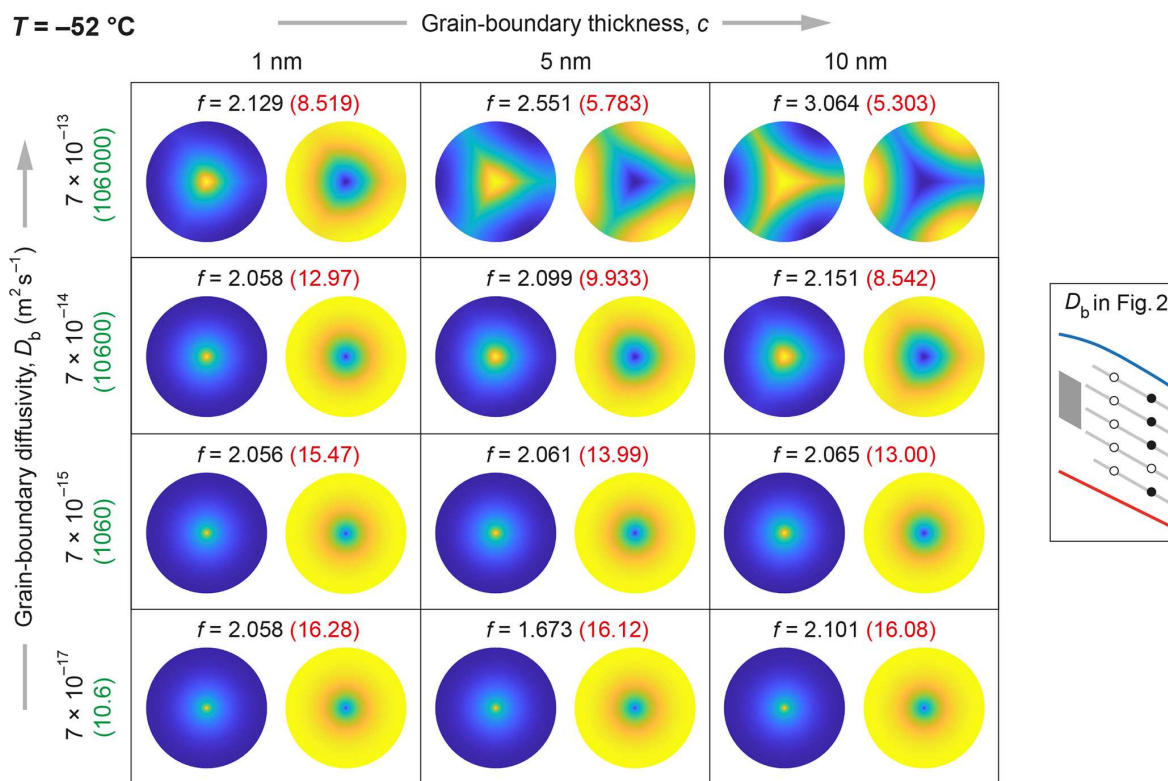 T = –52 °C
Grain-boundary thickness, c
1 nm 5 nm 10 nm
Grain-boundary diffusivity, D_b (m² s⁻¹)
7 × 10⁻¹³
(106000)
f = 2.129 (8.519) f = 2.551 (5.783) f = 3.064 (5.303)
7 × 10⁻¹⁴
(10600)
f = 2.058 (12.97) f = 2.099 (9.933) f = 2.151 (8.542)
7 × 10⁻¹⁵
(1060)
f = 2.056 (15.47) f = 2.061 (13.99) f = 2.065 (13.00)
7 × 10⁻¹⁷
(10.6)
f = 2.058 (16.28) f = 1.673 (16.12) f = 2.101 (16.08)
D_b in Fig. 2